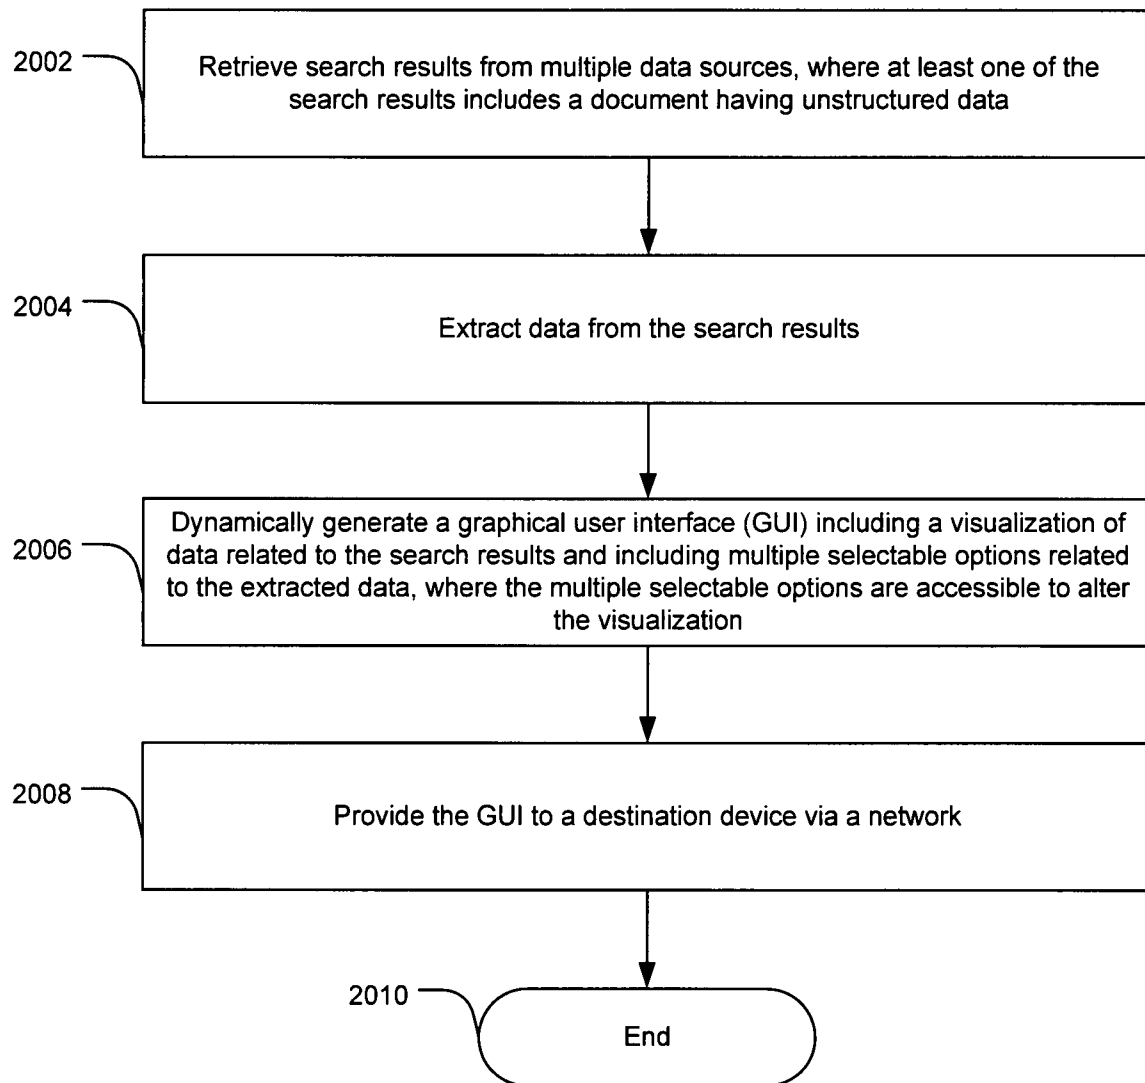 2002
Retrieve search results from multiple data sources, where at least one of the
search results includes a document having unstructured data
2004
Extract data from the search results
2006
Dynamically generate a graphical user interface (GUI) including a visualization of
data related to the search results and including multiple selectable options related
to the extracted data, where the multiple selectable options are accessible to alter
the visualization
2008
Provide the GUI to a destination device via a network
2010
End